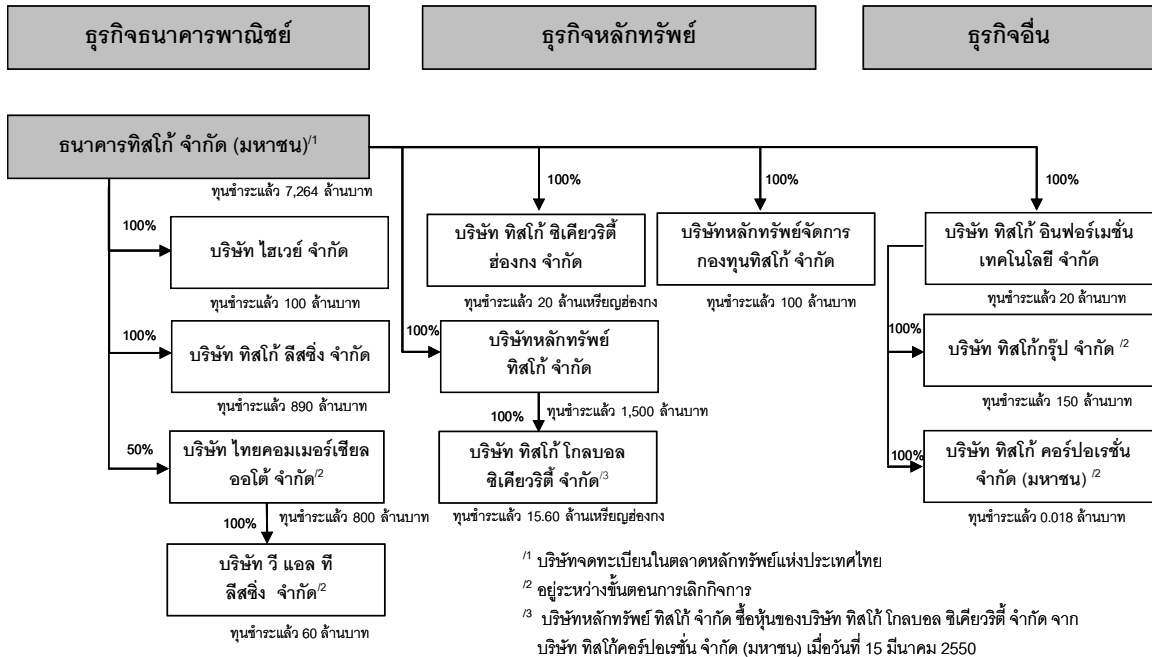 ธุรกิจธนาคารพาณิชย์
ธุรกิจหลักทรัพย์
ธุรกิจอื่น
ธนาคารทิสโก้ จำกัด (มหาชน)/1
ทุนชำระแล้ว 7,264 ล้านบาท
100%
100%
100%
100%
บริษัท ไฮเวย์ จำกัด
ทุนชำระแล้ว 100 ล้านบาท
บริษัท ทิสโก้ ซิเคียวริตี้
ฮ่องกง จำกัด
ทุนชำระแล้ว 20 ล้านเหรียญฮ่องกง
บริษัทหลักทรัพย์จัดการ
กองทุนทิสโก้ จำกัด
ทุนชำระแล้ว 100 ล้านบาท
บริษัท ทิสโก้ อินฟอร์เมชั่น
เทคโนโลยี จำกัด
ทุนชำระแล้ว 20 ล้านบาท
100%
บริษัท ทิสโก้ ลีสซิ่ง จำกัด
ทุนชำระแล้ว 890 ล้านบาท
100%
บริษัทหลักทรัพย์
ทิสโก้ จำกัด
ทุนชำระแล้ว 1,500 ล้านบาท
100%
บริษัท ทิสโก้กรุ๊ป จำกัด /2
ทุนชำระแล้ว 150 ล้านบาท
50%
บริษัท ไทยคอมเมอร์เชียล
ออโต้ จำกัด/2
ทุนชำระแล้ว 800 ล้านบาท
100%
บริษัท ทิสโก้ โกลบอล
ซิเคียวริตี้ จำกัด/3
ทุนชำระแล้ว 15.60 ล้านเหรียญฮ่องกง
100%
บริษัท ทิสโก้ คอร์ปอเรชั่น
จำกัด (มหาชน) /2
ทุนชำระแล้ว 0.018 ล้านบาท
100%
บริษัท วี แอล ที
ลีสซิ่ง จำกัด/2
ทุนชำระแล้ว 60 ล้านบาท
/1 บริษัทจดทะเบียนในตลาดหลักทรัพย์แห่งประเทศไทย
/2 อยู่ระหว่างขั้นตอนการเลิกกิจการ
/3 บริษัทหลักทรัพย์ ทิสโก้ จำกัด ซื้อหุ้นของบริษัท ทิสโก้ โกลบอล ซิเคียวริตี้ จำกัด จาก
บริษัท ทิสโก้คอร์ปอเรชั่น จำกัด (มหาชน) เมื่อวันที่ 15 มีนาคม 2550